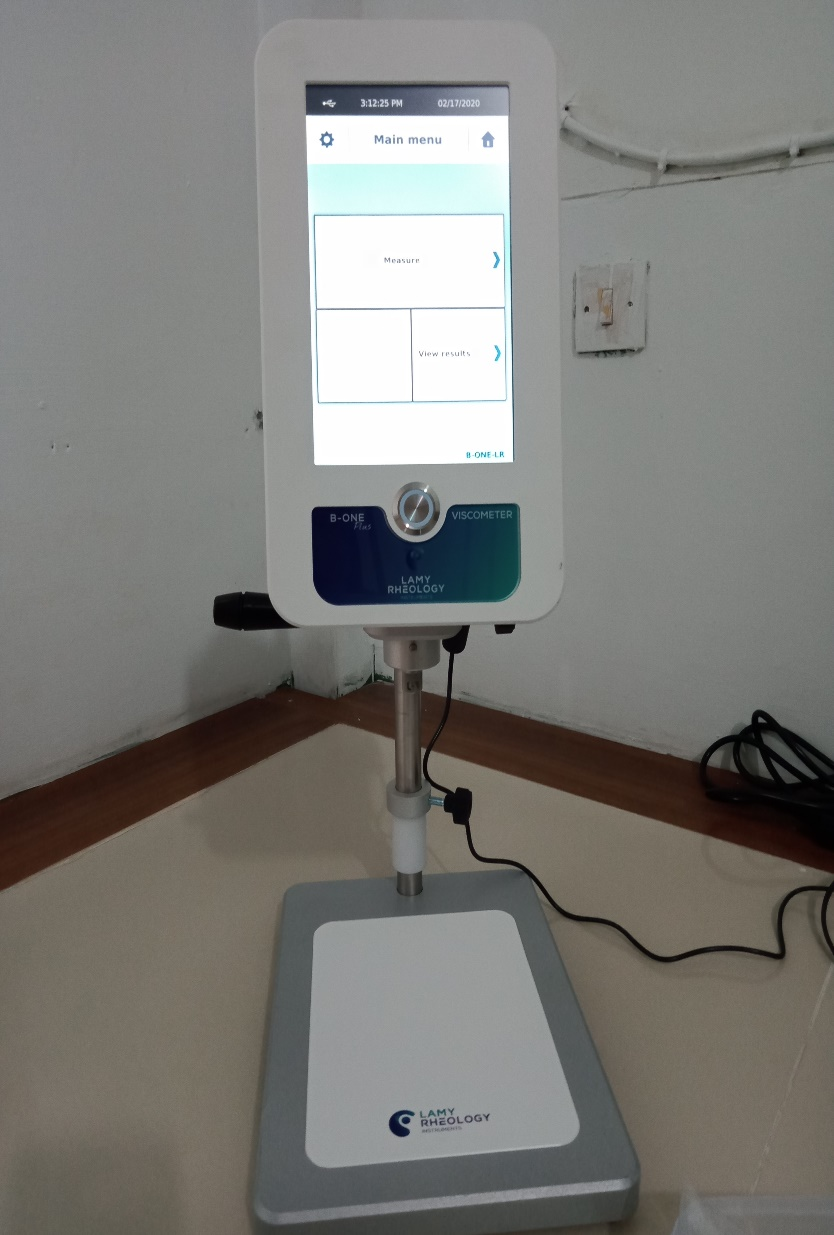 3:12:25 PM 02/17/2020
Main menu
Measure
View results
B-ONE-LR
B-ONE VISCOMETER
Plus
LAMY
RHEOLOGY
INSTRUMENTS
LAMY
RHEOLOGY
INSTRUMENTS